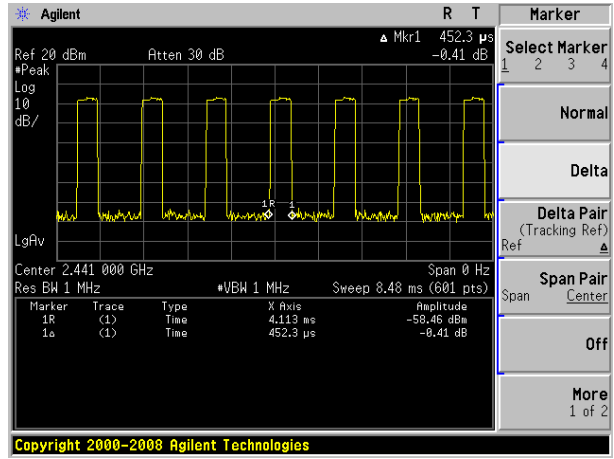 Agilent R T
Δ Mkr1 452.3 µs
Ref 20 dBm Atten 30 dB -0.41 dB
#Peak
Log
10
dB/
1R 1
LgAv
Center 2.441 000 GHz Span 0 Hz
Res BW 1 MHz #VBW 1 MHz Sweep 8.48 ms (601 pts)
Marker Trace Type X Axis Amplitude
1R (1) Time 4.113 ms -58.46 dBm
1Δ (1) Time 452.3 µs -0.41 dB
Copyright 2000-2008 Agilent Technologies
Marker
Select Marker
1 2 3 4
Normal
Delta
Delta Pair
(Tracking Ref)
Ref Δ
Span Pair
Span Center
Off
More
1 of 2